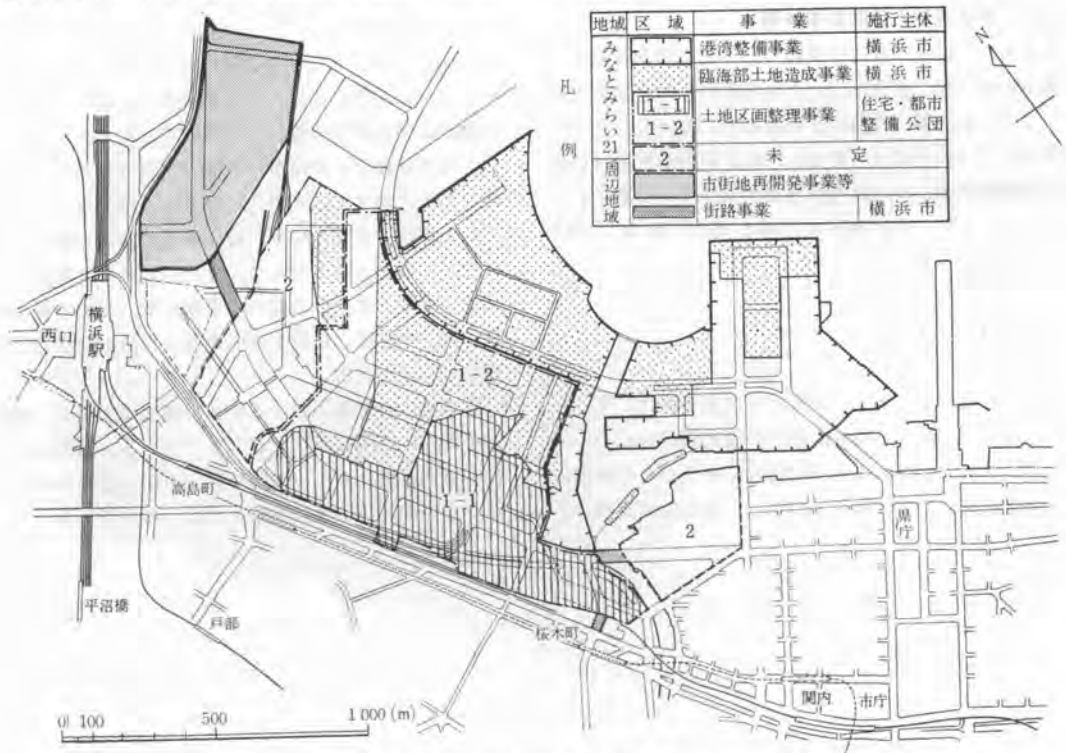 地域 区域 事業 施行主体
みなとみらい21
港湾整備事業 横浜市
臨海部土地造成事業 横浜市
1-1
1-2
土地区画整理事業 住宅・都市
整備公団
2 未定
周辺地域
市街地再開発事業等
街路事業 横浜市
凡例
N
2
横浜駅
西口
1-2
高島町
1-1
2
県庁
平沼橋
戸部
桜木町
関内
市庁
0 100 500 1 000 (m)